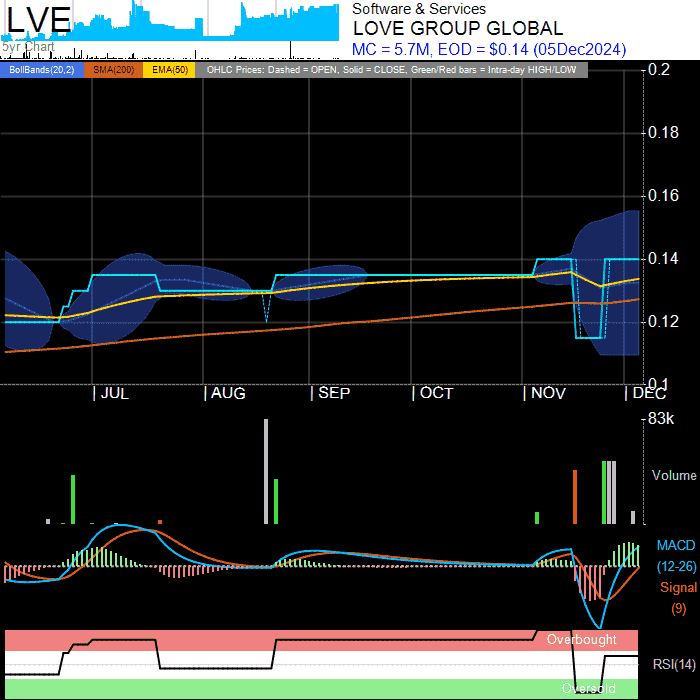 LVE
5yr Chart
Software & Services
LOVE GROUP GLOBAL
MC = 5.7M, EOD = $0.14 (05Dec2024)
BollBands(20,2) SMA(200) EMA(50) OHLC Prices: Dashed = OPEN, Solid = CLOSE, Green/Red bars = Intra-day HIGH/LOW
0.2
0.18
0.16
0.14
0.12
0.1
JUL AUG SEP OCT NOV DEC
83k
Volume
MACD
(12-26)
Signal
(9)
Overbought
RSI(14)
Oversold